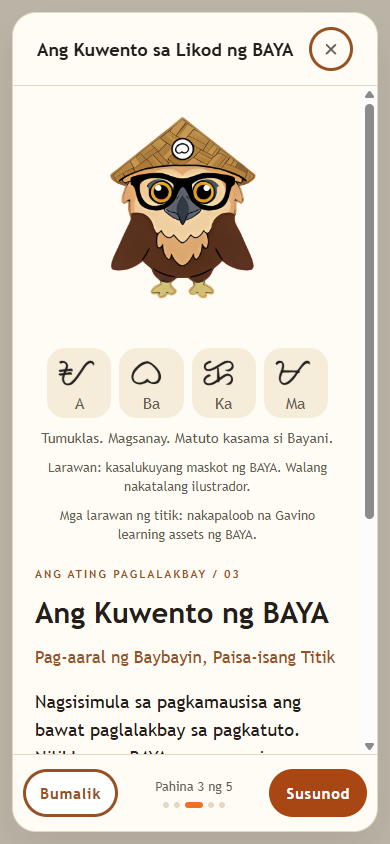 Ang Kuwento sa Likod ng BAYA
ᜀ ᜊ ᜃ ᜋ
A Ba Ka Ma
Tumuklas. Magsanay. Matuto kasama si Bayani.
Larawan: kasalukuyang maskot ng BAYA. Walang
nakatalang ilustrador.
Mga larawan ng titik: nakapaloob na Gavino
learning assets ng BAYA.
ANG ATING PAGLALAKBAY / 03
Ang Kuwento ng BAYA
Pag-aaral ng Baybayin, Paisa-isang Titik
Nagsisimula sa pagkamausisa ang
bawat paglalakbay sa pagkatuto.
Bumalik
Pahina 3 ng 5
Susunod